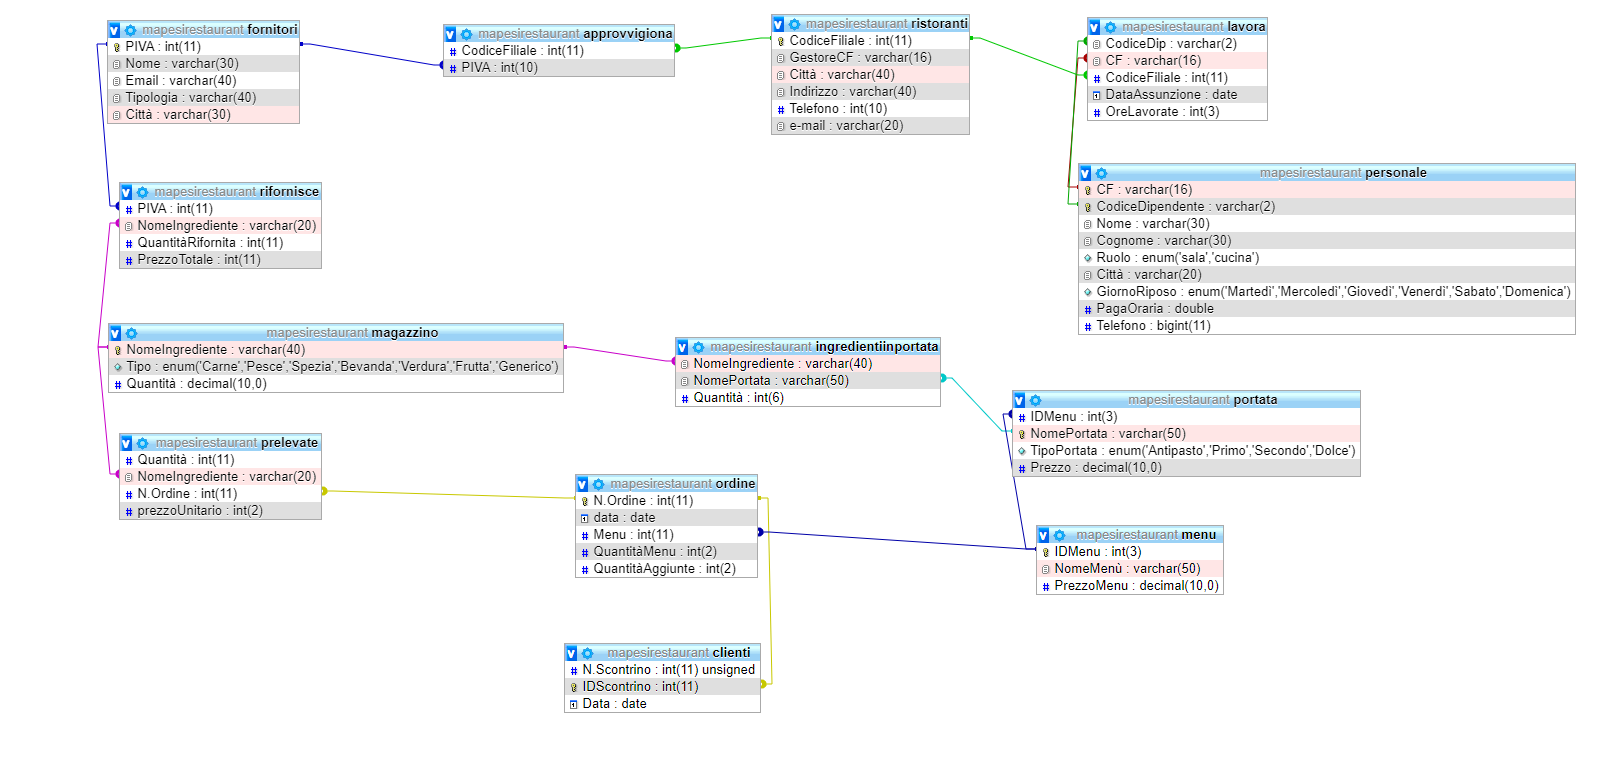 mapesirestaurant fornitori
PIVA : int(11)
Nome : varchar(30)
Email : varchar(40)
Tipologia : varchar(40)
Città : varchar(30)
mapesirestaurant approvvigiona
CodiceFiliale : int(11)
PIVA : int(10)
mapesirestaurant ristoranti
CodiceFiliale : int(11)
GestoreCF : varchar(16)
Città : varchar(40)
Indirizzo : varchar(40)
Telefono : int(10)
e-mail : varchar(20)
mapesirestaurant lavora
CodiceDip : varchar(2)
CF : varchar(16)
CodiceFiliale : int(11)
DataAssunzione : date
OreLavorate : int(3)
mapesirestaurant rifornisce
PIVA : int(11)
NomeIngrediente : varchar(20)
QuantitàRifornita : int(11)
PrezzoTotale : int(11)
mapesirestaurant personale
CF : varchar(16)
CodiceDipendente : varchar(2)
Nome : varchar(30)
Cognome : varchar(30)
Ruolo : enum('sala','cucina')
Città : varchar(20)
GiornoRiposo : enum('Martedì','Mercoledì','Giovedì','Venerdì','Sabato','Domenica')
PagaOraria : double
Telefono : bigint(11)
mapesirestaurant magazzino
NomeIngrediente : varchar(40)
Tipo : enum('Carne','Pesce','Spezia','Bevanda','Verdura','Frutta','Generico')
Quantità : decimal(10,0)
mapesirestaurant ingredientiinportata
NomeIngrediente : varchar(40)
NomePortata : varchar(50)
Quantità : int(6)
mapesirestaurant portata
IDMenu : int(3)
NomePortata : varchar(50)
TipoPortata : enum('Antipasto','Primo','Secondo','Dolce')
Prezzo : decimal(10,0)
mapesirestaurant prelevate
Quantità : int(11)
NomeIngrediente : varchar(20)
N.Ordine : int(11)
prezzoUnitario : int(2)
mapesirestaurant ordine
N.Ordine : int(11)
data : date
Menu : int(11)
QuantitàMenu : int(2)
QuantitàAggiunte : int(2)
mapesirestaurant menu
IDMenu : int(3)
NomeMenù : varchar(50)
PrezzoMenu : decimal(10,0)
mapesirestaurant clienti
N.Scontrino : int(11) unsigned
IDScontrino : int(11)
Data : date